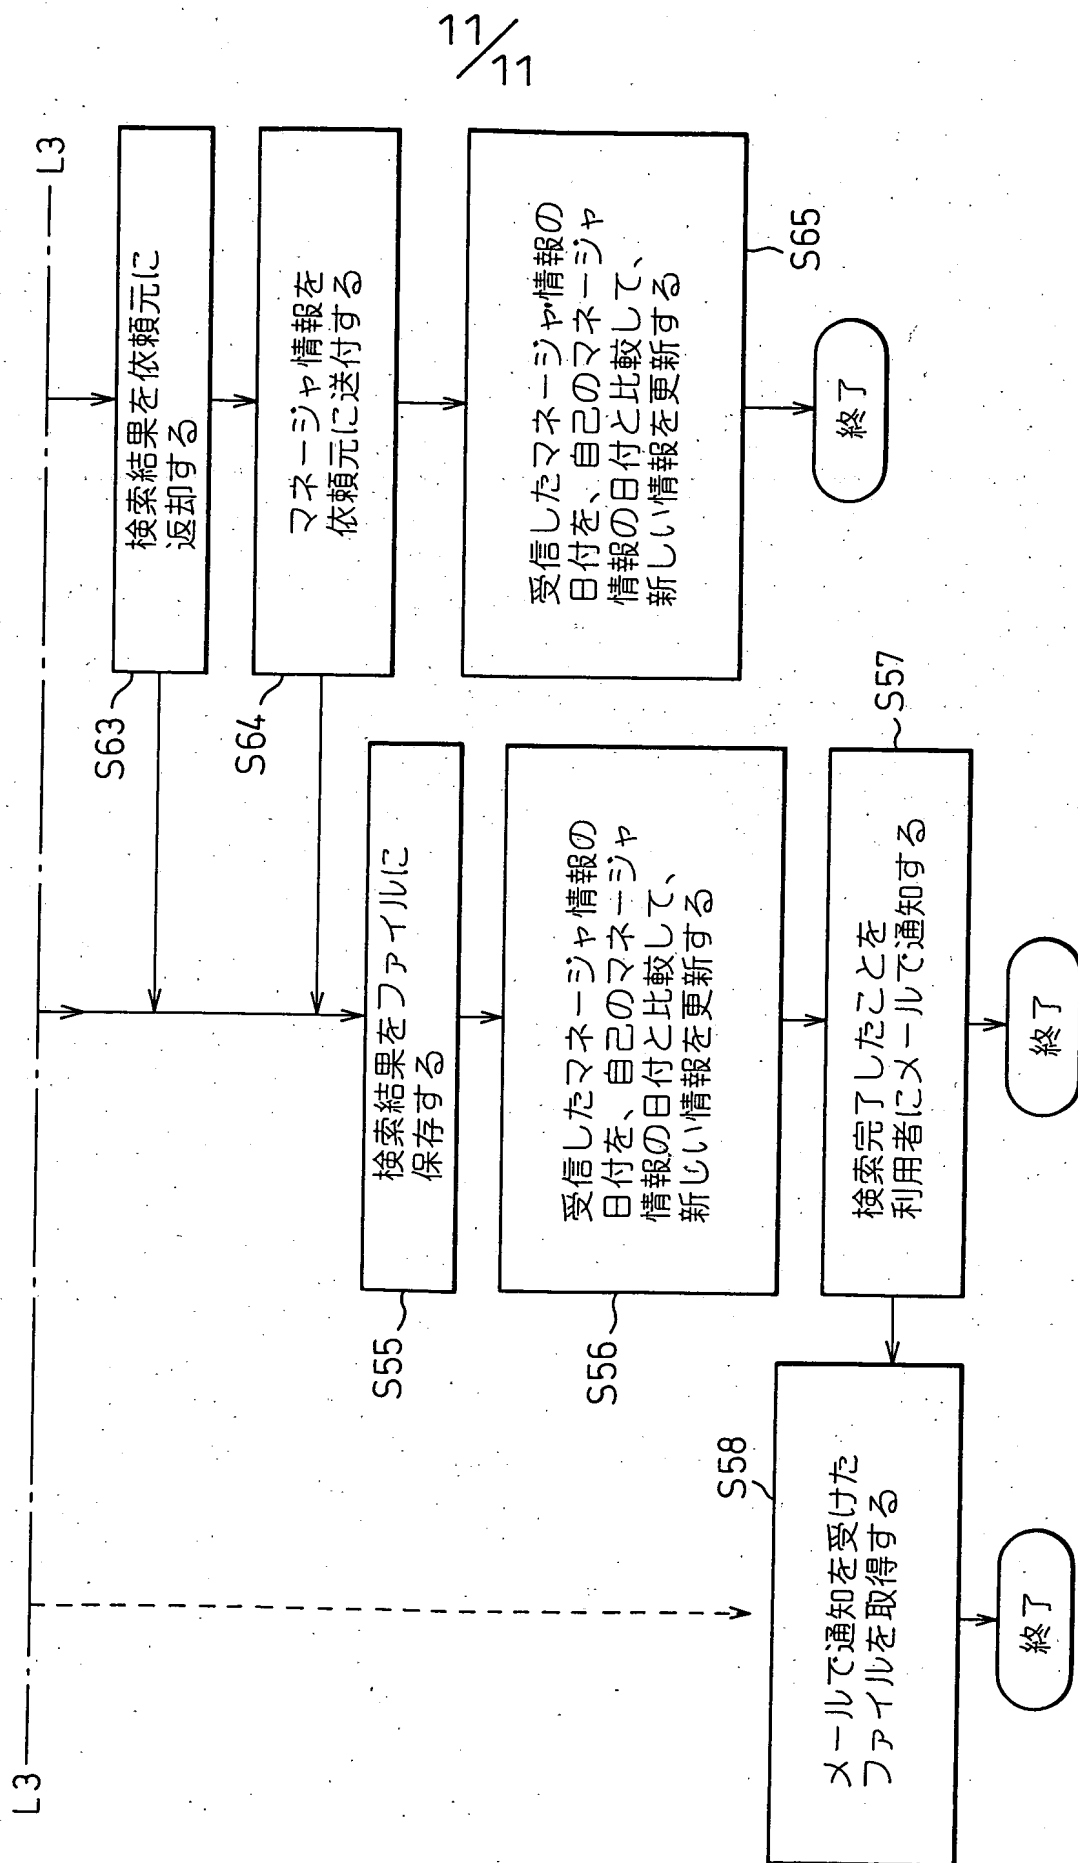 11/11
L3
L3
検索結果を依頼元に
返却する
S63
マネージャ情報を
依頼元に送付する
S64
受信したマネージャ情報の
日付を、自己のマネージャ
情報の日付と比較して、
新しい情報を更新する
S65
終了
検索結果をファイルに
保存する
S55
受信したマネージャ情報の
日付を、自己のマネージャ
情報の日付と比較して、
新しい情報を更新する
S56
検索完了したことを
利用者にメールで通知する
S57
終了
メールで通知を受けた
ファイルを取得する
S58
終了